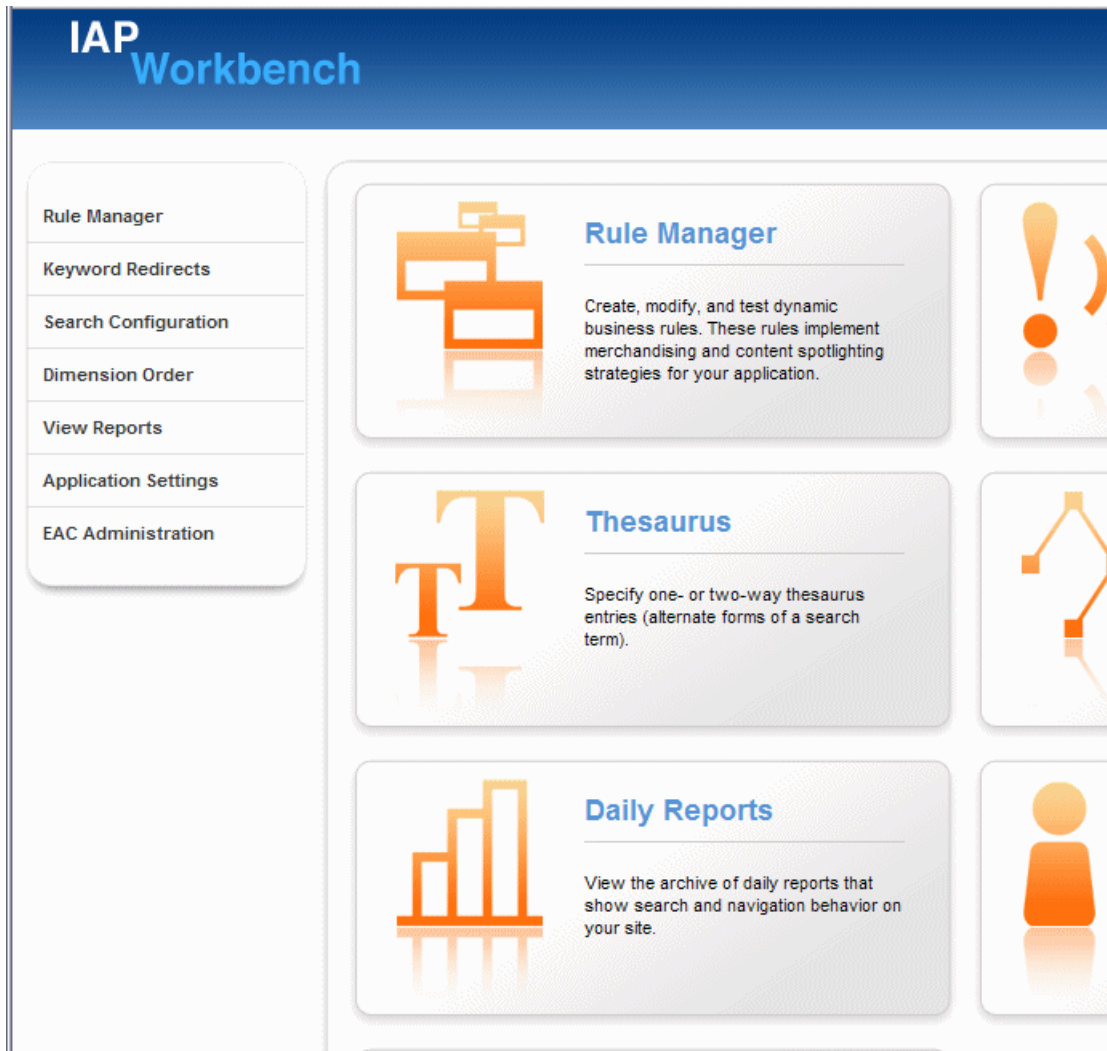 IAP
Workbench
Rule Manager
Keyword Redirects
Search Configuration
Dimension Order
View Reports
Application Settings
EAC Administration
Rule Manager
Create, modify, and test dynamic
business rules. These rules implement
merchandising and content spotlighting
strategies for your application.
Thesaurus
Specify one- or two-way thesaurus
entries (alternate forms of a search
term).
Daily Reports
View the archive of daily reports that
show search and navigation behavior on
your site.